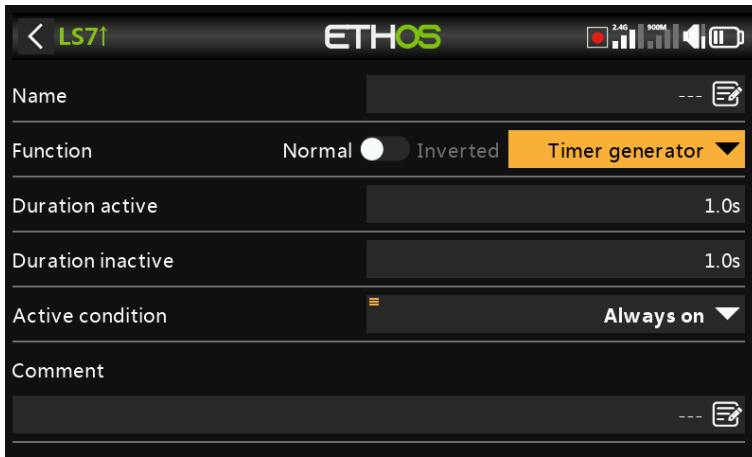 LS7↑ ETHOS 2.4G 900M
Name ---
Function Normal Inverted Timer generator
Duration active 1.0s
Duration inactive 1.0s
Active condition Always on
Comment
---